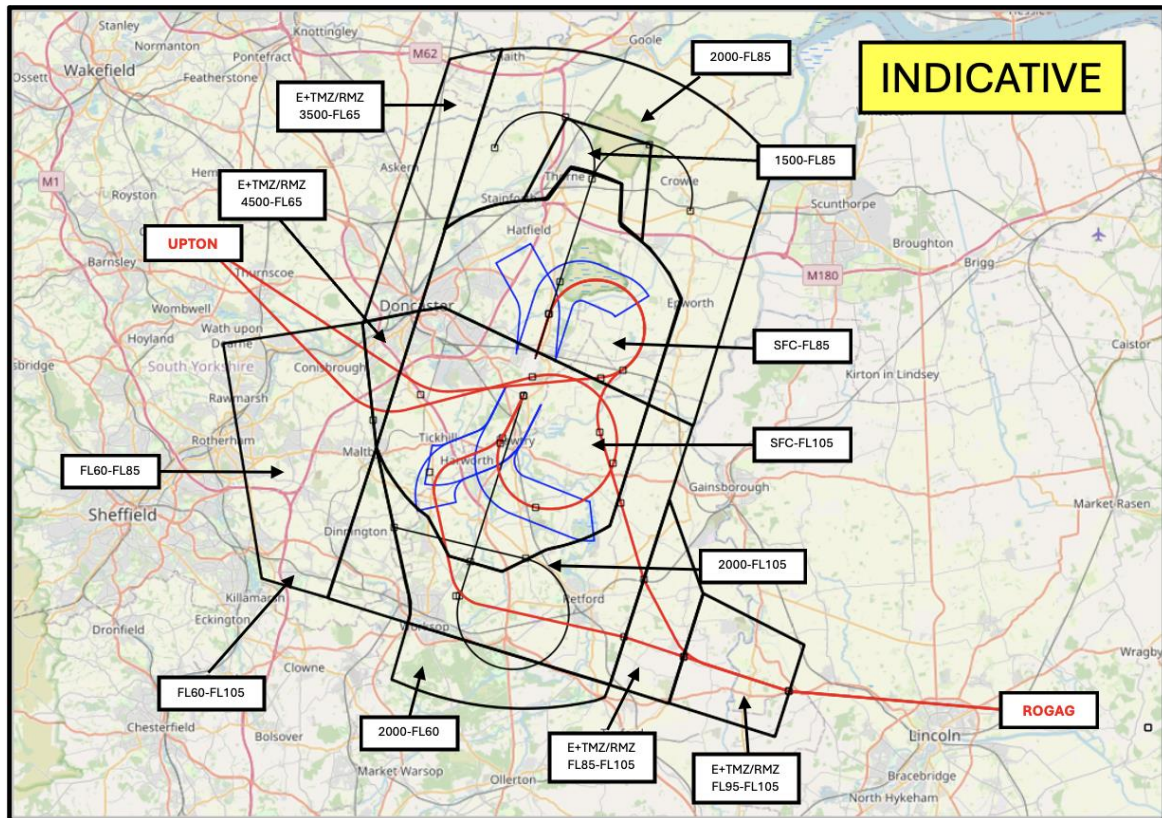 Stanley
Knottingley
Normanton
Pontefract
M62
Snaith
Goole
2000-FL85
INDICATIVE
Ossett
Wakefield
Featherstone
E+TMZ/RMZ
3500-FL65
1500-FL85
Askern
M1
Royston
E+TMZ/RMZ
4500-FL65
Thorne
Crowle
Scunthorpe
Stainforth
UPTON
Hatfield
Broughton
Barnsley
Thurnscoe
M180
Brigg
Wombwell
Doncaster
Epworth
Hoyland
Wath upon
Dearne
SFC-FL85
Caistor
South Yorkshire
Conisbrough
Kirton in Lindsey
Rawmarsh
Rotherham
Tickhill
Bawtry
SFC-FL105
Maltby
Harworth
FL60-FL85
Gainsborough
Sheffield
Market Rasen
Dinnington
2000-FL105
Killamarsh
Retford
Eckington
Worksop
Dronfield
Wragby
Clowne
FL60-FL105
ROGAG
Chesterfield
2000-FL60
E+TMZ/RMZ
FL85-FL105
Lincoln
Bolsover
E+TMZ/RMZ
FL95-FL105
Market Warsop
Ollerton
Bracebridge
North Hykeham